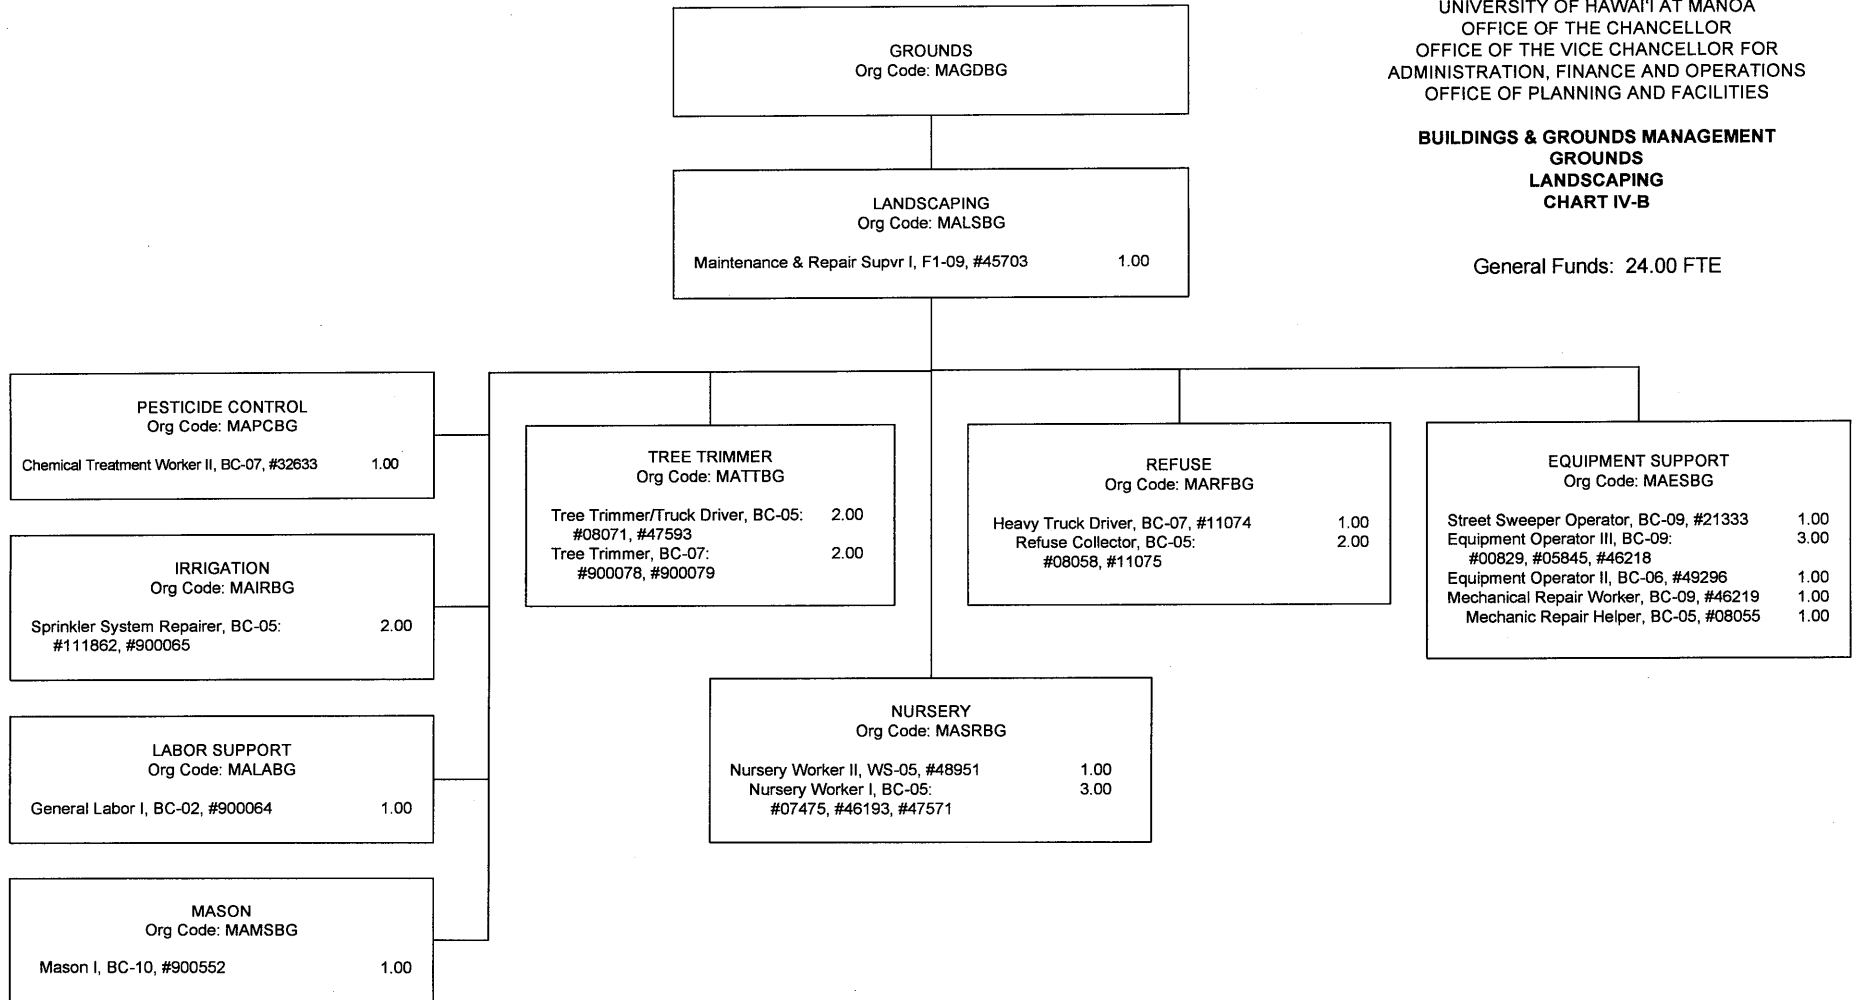 UNIVERSITY OF HAWAI'I AT MANOA
OFFICE OF THE CHANCELLOR
OFFICE OF THE VICE CHANCELLOR FOR
ADMINISTRATION, FINANCE AND OPERATIONS
OFFICE OF PLANNING AND FACILITIES
BUILDINGS & GROUNDS MANAGEMENT
GROUNDS
LANDSCAPING
CHART IV-B
General Funds: 24.00 FTE
GROUNDS
Org Code: MAGDBG
LANDSCAPING
Org Code: MALSBG
Maintenance & Repair Supvr I, F1-09, #45703 1.00
PESTICIDE CONTROL
Org Code: MAPCBG
Chemical Treatment Worker II, BC-07, #32633 1.00
IRRIGATION
Org Code: MAIRBG
Sprinkler System Repairer, BC-05: 2.00
#111862, #900065
LABOR SUPPORT
Org Code: MALABG
General Labor I, BC-02, #900064 1.00
MASON
Org Code: MAMSBG
Mason I, BC-10, #900552 1.00
TREE TRIMMER
Org Code: MATTBG
Tree Trimmer/Truck Driver, BC-05: 2.00
#08071, #47593
Tree Trimmer, BC-07: 2.00
#900078, #900079
NURSERY
Org Code: MASRBG
Nursery Worker II, WS-05, #48951 1.00
Nursery Worker I, BC-05: 3.00
#07475, #46193, #47571
REFUSE
Org Code: MARFBG
Heavy Truck Driver, BC-07, #11074 1.00
Refuse Collector, BC-05: 2.00
#08058, #11075
EQUIPMENT SUPPORT
Org Code: MAESBG
Street Sweeper Operator, BC-09, #21333 1.00
Equipment Operator III, BC-09: 3.00
#00829, #05845, #46218
Equipment Operator II, BC-06, #49296 1.00
Mechanical Repair Worker, BC-09, #46219 1.00
Mechanic Repair Helper, BC-05, #08055 1.00